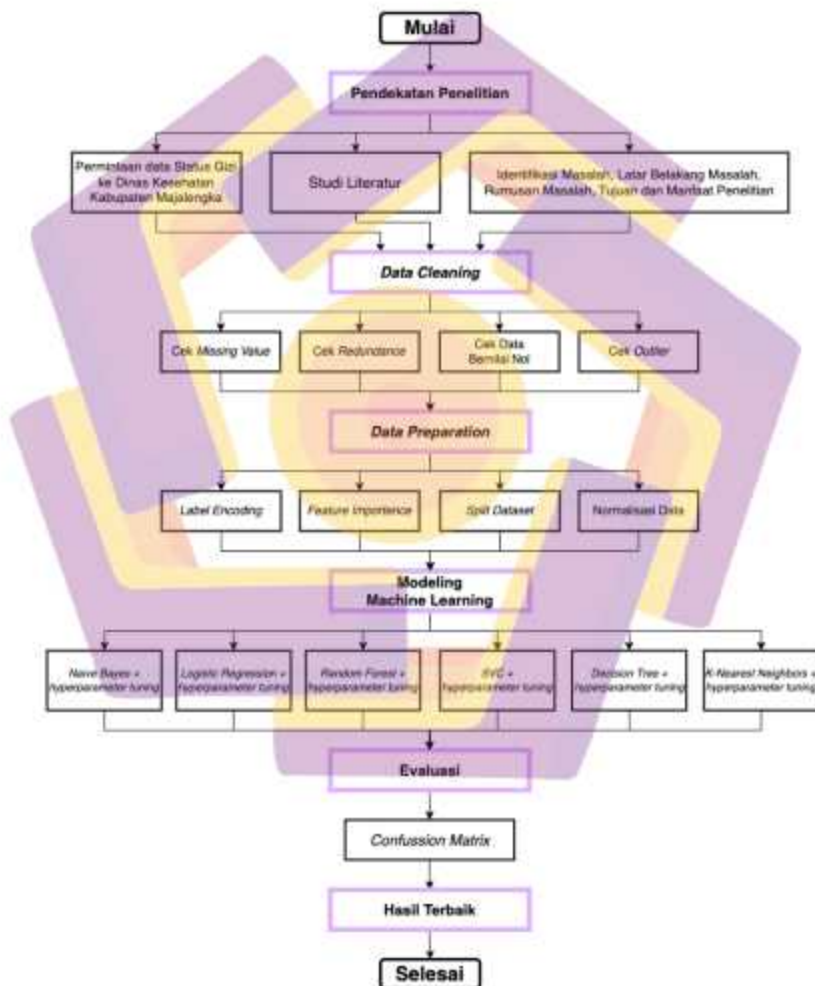 Mulai
Pendekatan Penelitian
Permintaan data Status Gizi
ke Dinas Kesehatan
Kabupaten Majalengka
Studi Literatur
Identifikasi Masalah, Latar Belakang Masalah,
Rumusan Masalah, Tujuan dan Manfaat Penelitian
Data Cleaning
Cek Missing Value
Cek Redundance
Cek Data
Bernilai Nol
Cek Outlier
Data Preparation
Label Encoding
Feature Importence
Split Dataset
Normalisasi Data
Modeling
Machine Learning
Naive Bayes +
hyperparameter tuning
Logistic Regression +
hyperparameter tuning
Random Forest +
hyperparameter tuning
SVC +
hyperparameter tuning
Decision Tree +
hyperparameter tuning
K-Nearest Neighbors +
hyperparameter tuning
Evaluasi
Confussion Matrix
Hasil Terbaik
Selesai